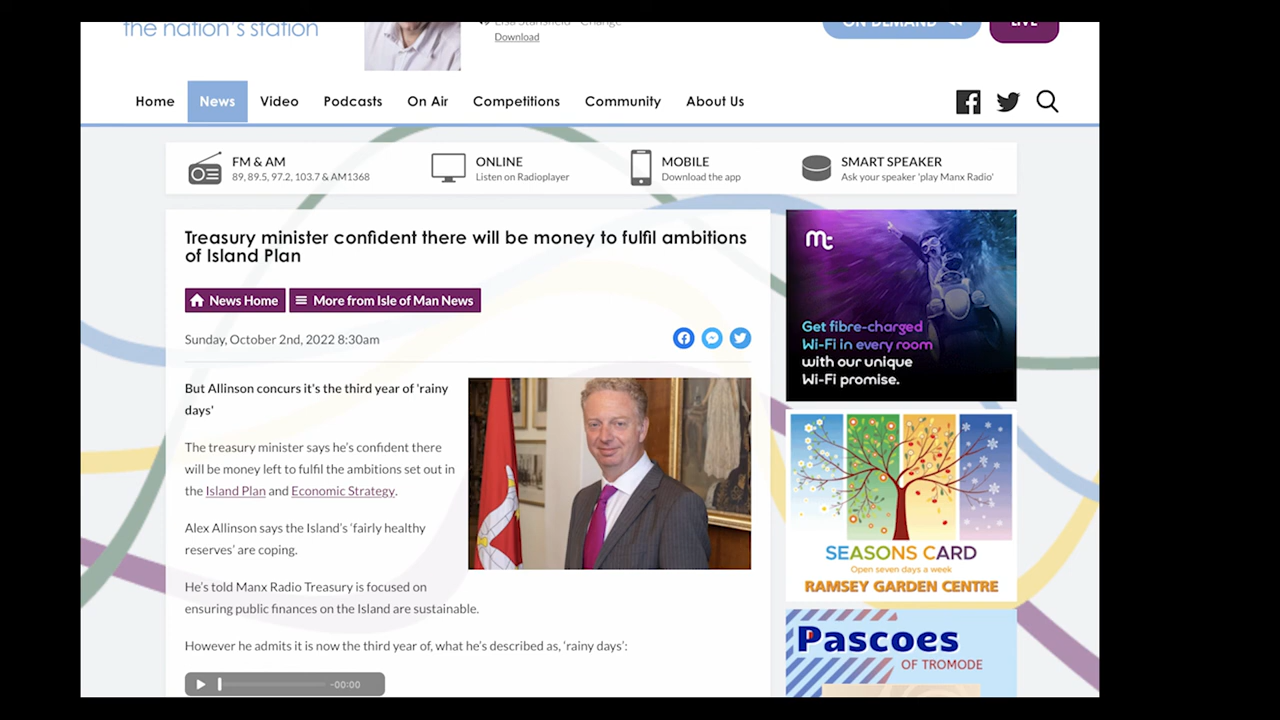 the nation's station
Lisa Stansfield - Change
Download
ON DEMAND
LIVE
Home News Video Podcasts On Air Competitions Community About Us
FM & AM
89, 89.5, 97.2, 103.7 & AM1368
ONLINE
Listen on Radioplayer
MOBILE
Download the app
SMART SPEAKER
Ask your speaker 'play Manx Radio'
Treasury minister confident there will be money to fulfil ambitions
of Island Plan
News Home
More from Isle of Man News
Sunday, October 2nd, 2022 8:30am
But Allinson concurs it's the third year of 'rainy
days'
The treasury minister says he's confident there
will be money left to fulfil the ambitions set out in
the Island Plan and Economic Strategy.
Alex Allinson says the Island's 'fairly healthy
reserves' are coping.
He's told Manx Radio Treasury is focused on
ensuring public finances on the Island are sustainable.
However he admits it is now the third year of, what he's described as, 'rainy days':
-00:00
mt
Get fibre-charged
Wi-Fi in every room
with our unique
Wi-Fi promise.
SEASONS CARD
Open seven days a week
RAMSEY GARDEN CENTRE
Pascoes
OF TROMODE